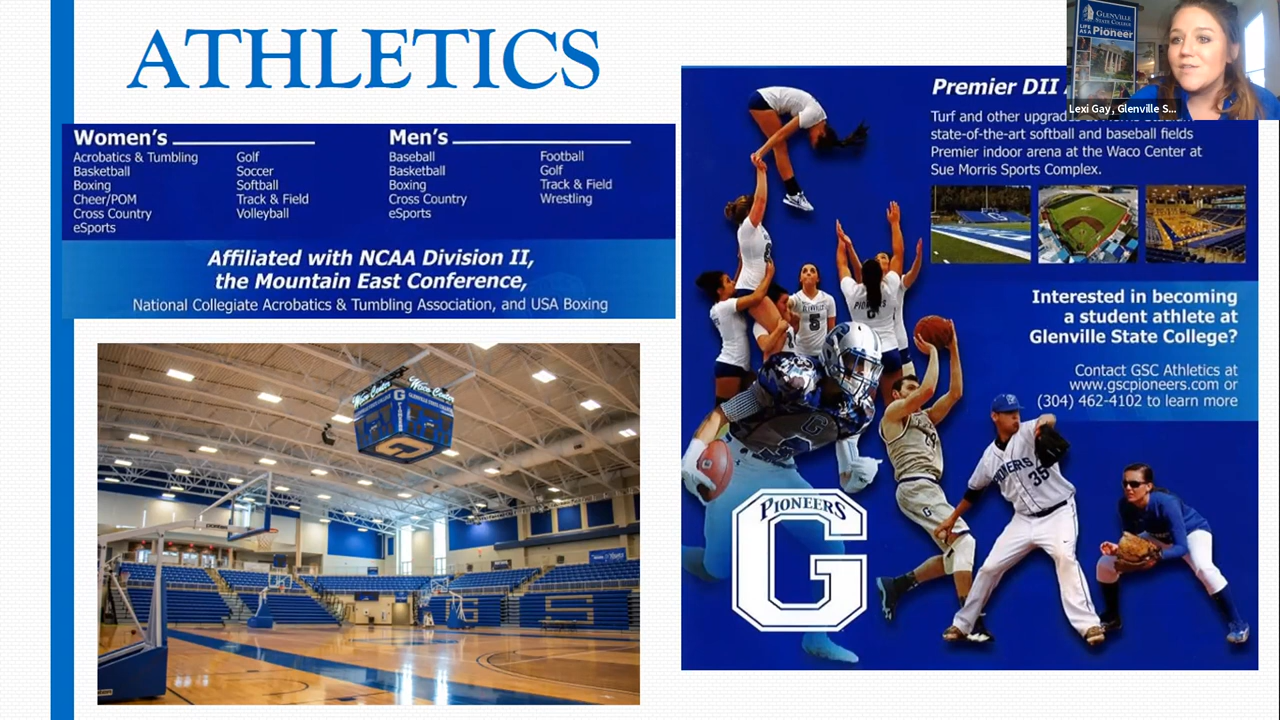 ATHLETICS
Women's
Acrobatics & Tumbling
Basketball
Boxing
Cheer/POM
Cross Country
eSports
Golf
Soccer
Softball
Track & Field
Volleyball
Men's
Baseball
Basketball
Boxing
Cross Country
eSports
Football
Golf
Track & Field
Wrestling
Affiliated with NCAA Division II,
the Mountain East Conference,
National Collegiate Acrobatics & Tumbling Association, and USA Boxing
Waco Center
Waco Center
G
G S
Premier DII
Turf and other upgrades
state-of-the-art softball and baseball fields
Premier indoor arena at the Waco Center at
Sue Morris Sports Complex.
Interested in becoming
a student athlete at
Glenville State College?
Contact GSC Athletics at
www.gscpioneers.com or
(304) 462-4102 to learn more
5
PIONEERS
35
PIONEERS
G
GLENVILLE
STATE COLLEGE
LIFE
AS A Pioneer
Lexi Gay, Glenville S...